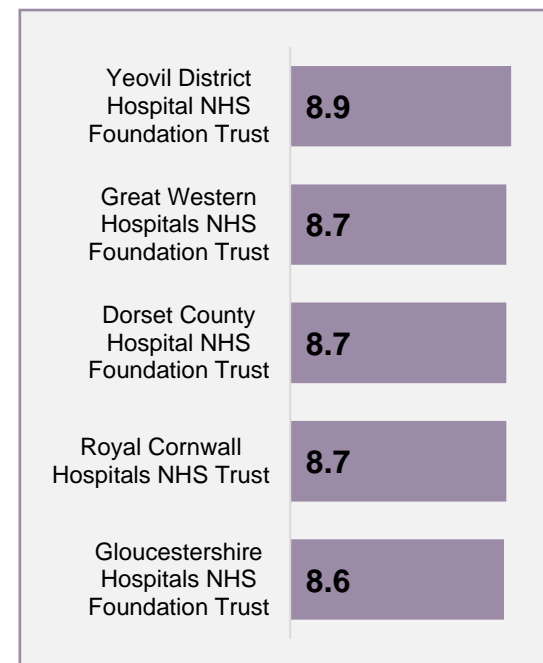 Yeovil District
Hospital NHS
Foundation Trust
8.9
Great Western
Hospitals NHS
Foundation Trust
8.7
Dorset County
Hospital NHS
Foundation Trust
8.7
Royal Cornwall
Hospitals NHS Trust
8.7
Gloucestershire
Hospitals NHS
Foundation Trust
8.6